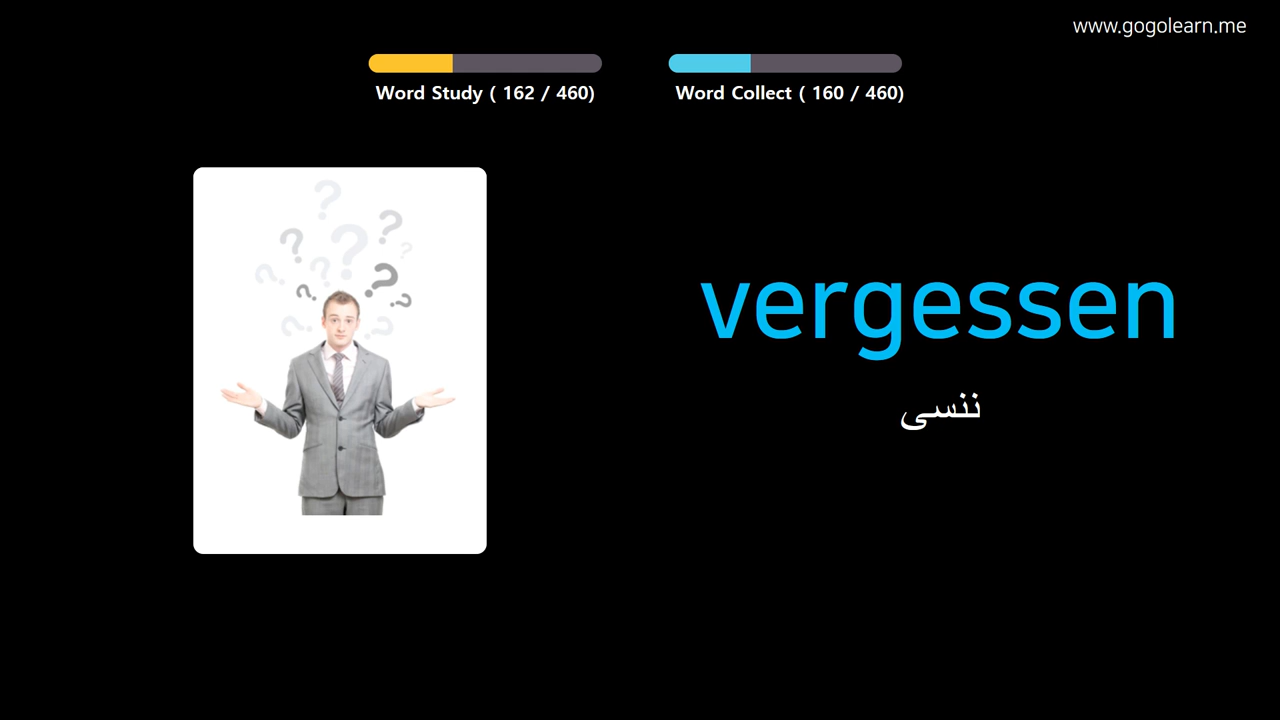 www.gogolearn.me
Word Study ( 162 / 460)
Word Collect ( 160 / 460)
vergessen
ننسى